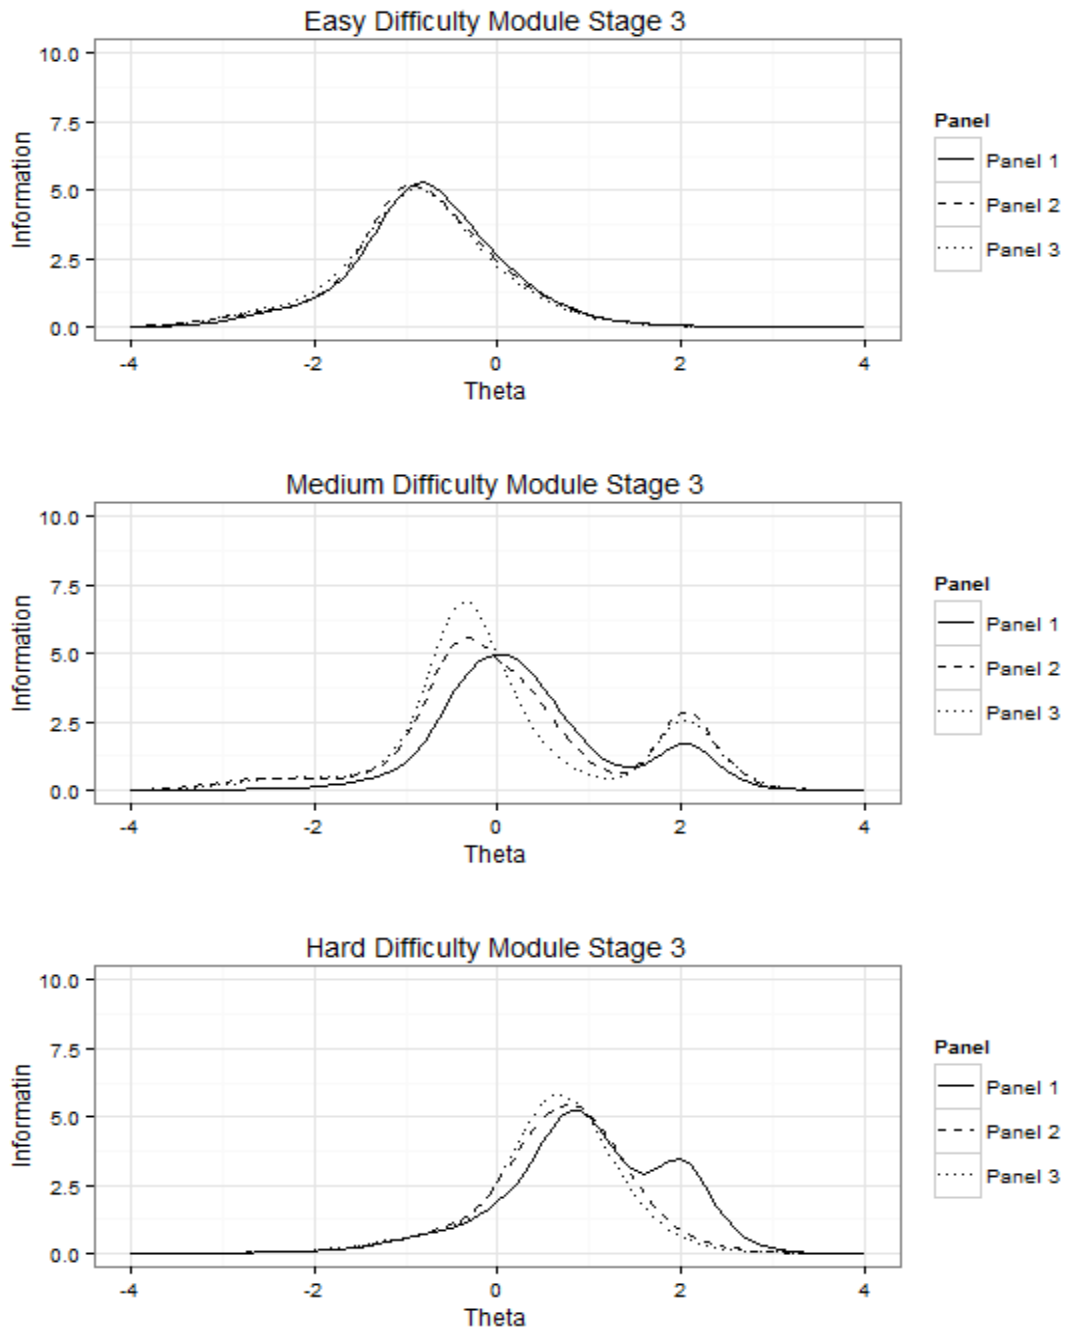 Easy Difficulty Module Stage 3
10.0
7.5
5.0
2.5
0.0
Information
-4 -2 0 2 4
Theta
Panel
Panel 1
Panel 2
Panel 3
Medium Difficulty Module Stage 3
10.0
7.5
5.0
2.5
0.0
Information
-4 -2 0 2 4
Theta
Panel
Panel 1
Panel 2
Panel 3
Hard Difficulty Module Stage 3
10.0
7.5
5.0
2.5
0.0
Informatin
-4 -2 0 2 4
Theta
Panel
Panel 1
Panel 2
Panel 3